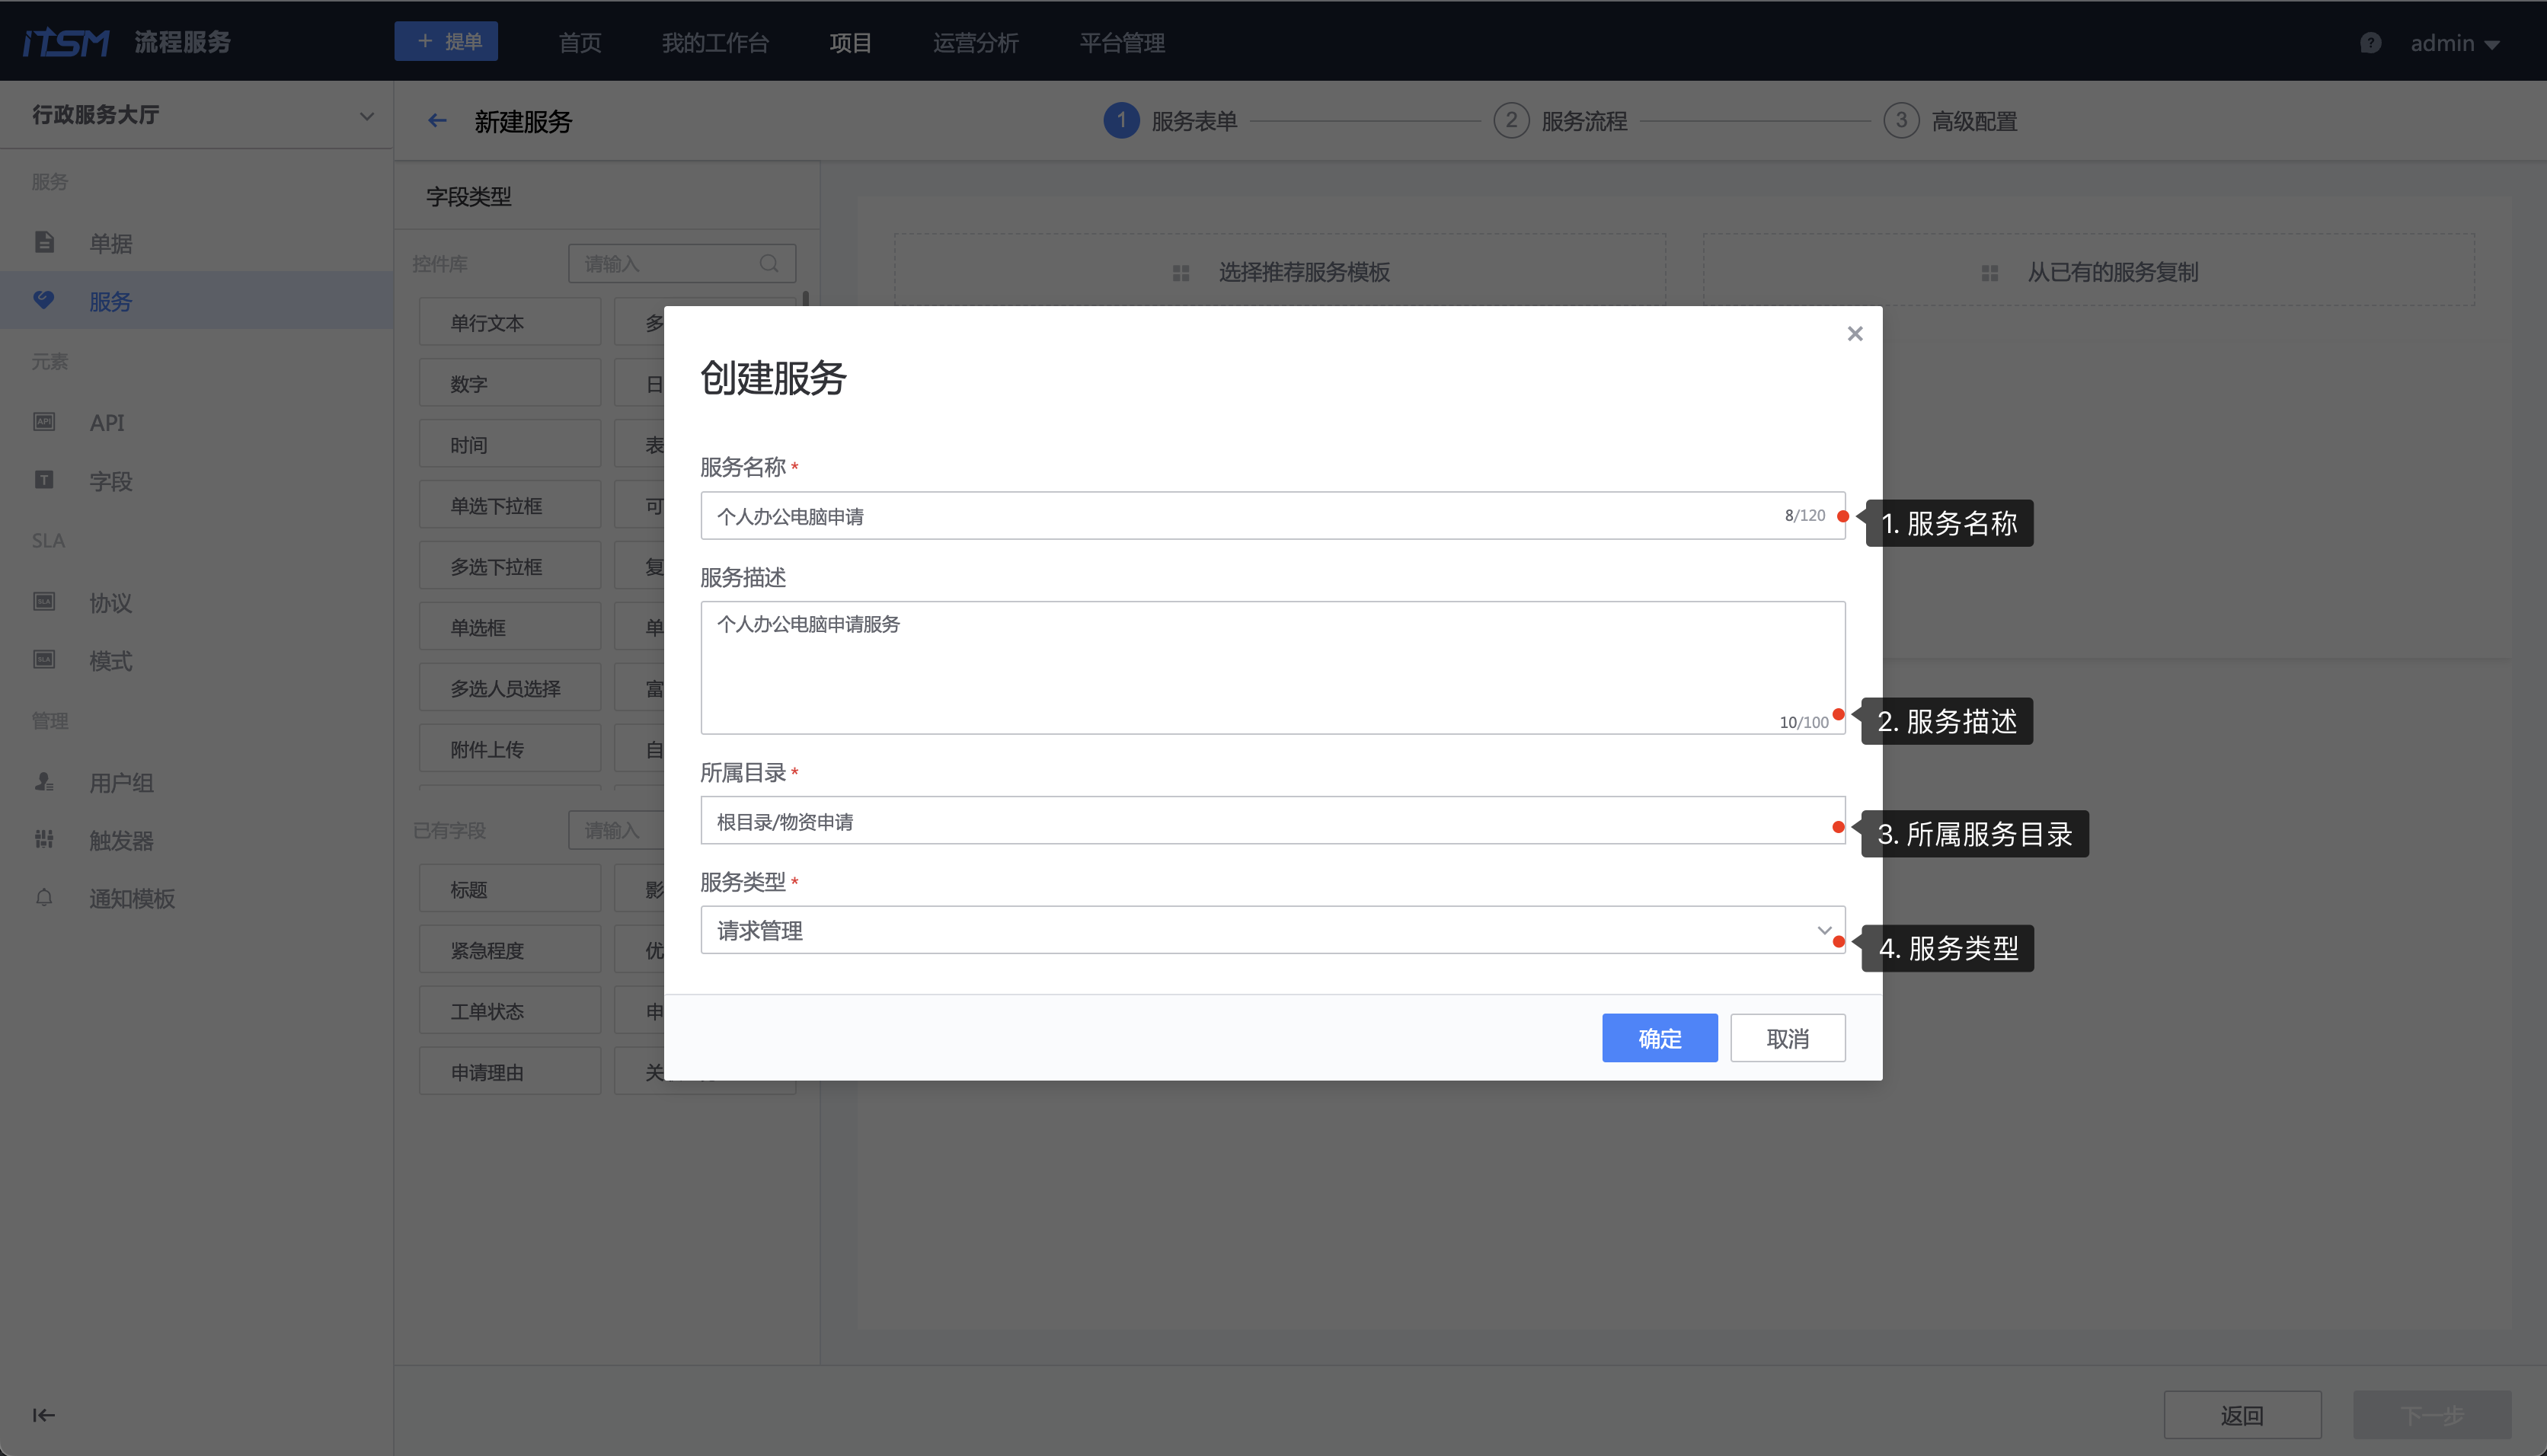 iTSM 流程服务
+ 提单
首页
我的工作台
项目
运营分析
平台管理
?
admin
行政服务大厅
服务
单据
服务
元素
API
API
T
字段
SLA
协议
SLA
模式
管理
用户组
触发器
通知模板
新建服务
1 服务表单
2 服务流程
3 高级配置
字段类型
控件库
请输入
单行文本
多
数字
日
时间
表
单选下拉框
可
多选下拉框
复
单选框
单
多选人员选择
富
附件上传
自
已有字段
请输入
标题
影
紧急程度
优
工单状态
申
申请理由
关
选择推荐服务模板
从已有的服务复制
创建服务
服务名称 *
个人办公电脑申请
8/120
1. 服务名称
服务描述
个人办公电脑申请服务
10/100
2. 服务描述
所属目录 *
根目录/物资申请
3. 所属服务目录
服务类型 *
请求管理
4. 服务类型
确定
取消
返回
下一步